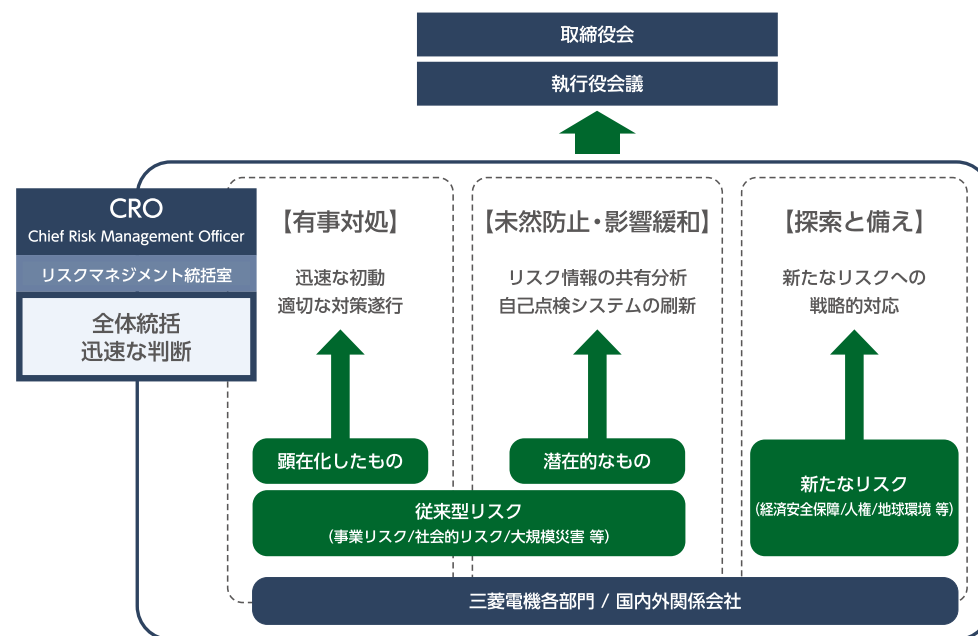 取締役会
執行役会議
CRO
Chief Risk Management Officer
リスクマネジメント統括室
全体統括
迅速な判断
【有事対処】
迅速な初動
適切な対策遂行
【未然防止・影響緩和】
リスク情報の共有分析
自己点検システムの刷新
【探索と備え】
新たなリスクへの
戦略的対応
顕在化したもの
潜在的なもの
従来型リスク
(事業リスク/社会的リスク/大規模災害 等)
新たなリスク
(経済安全保障/人権/地球環境 等)
三菱電機各部門 / 国内外関係会社